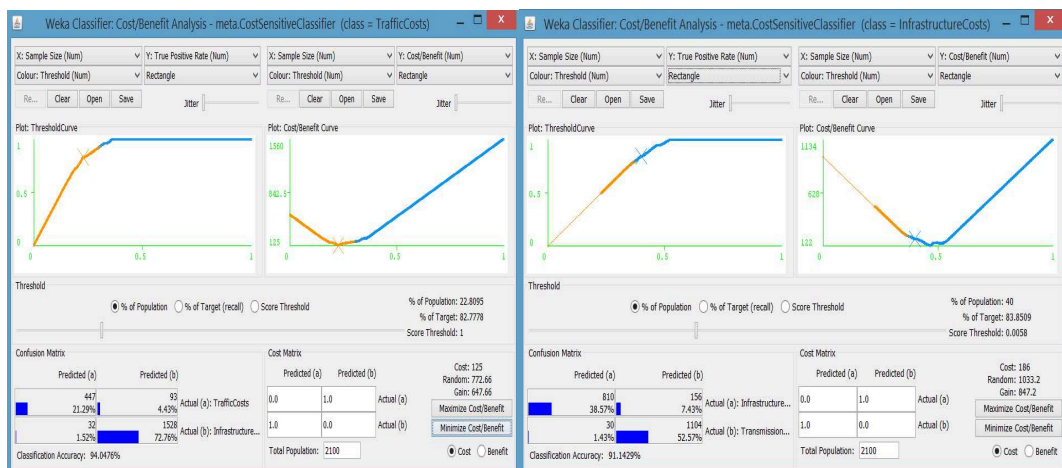 Weka Classifier: Cost/Benefit Analysis - meta.CostSensitiveClassifier (class = TrafficCosts)
X: Sample Size (Num)
Y: True Positive Rate (Num)
X: Sample Size (Num)
Y: Cost/Benefit (Num)
Colour: Threshold (Num)
Rectangle
Colour: Threshold (Num)
Rectangle
Re...
Clear
Open
Save
Jitter
Re...
Clear
Open
Save
Jitter
Plot: ThresholdCurve
Plot: Cost/Benefit Curve
1
0.5
0
0
0.5
1
1560
842.5
125
0
0.5
1
Threshold
% of Population
% of Target (recall)
Score Threshold
% of Population: 22.8095
% of Target: 82.7778
Score Threshold: 1
Confusion Matrix
Predicted (a) Predicted (b)
447 93
21.29% 4.43% Actual (a): TrafficCosts
32 1528
1.52% 72.76% Actual (b): Infrastructure...
Classification Accuracy: 94.0476%
Cost Matrix
Predicted (a) Predicted (b)
0.0 1.0 Actual (a)
1.0 0.0 Actual (b)
Total Population: 2100
Cost: 125
Random: 772.66
Gain: 647.66
Maximize Cost/Benefit
Minimize Cost/Benefit
Cost Benefit
Weka Classifier: Cost/Benefit Analysis - meta.CostSensitiveClassifier (class = InfrastructureCosts)
X: Sample Size (Num)
Y: True Positive Rate (Num)
X: Sample Size (Num)
Y: Cost/Benefit (Num)
Colour: Threshold (Num)
Rectangle
Colour: Threshold (Num)
Rectangle
Re...
Clear
Open
Save
Jitter
Re...
Clear
Open
Save
Jitter
Plot: ThresholdCurve
Plot: Cost/Benefit Curve
1
0.5
0
0
0.5
1
1134
628
122
0
0.5
1
Threshold
% of Population
% of Target (recall)
Score Threshold
% of Population: 40
% of Target: 83.8509
Score Threshold: 0.0058
Confusion Matrix
Predicted (a) Predicted (b)
810 156
38.57% 7.43% Actual (a): Infrastructure...
30 1104
1.43% 52.57% Actual (b): Transmission...
Classification Accuracy: 91.1429%
Cost Matrix
Predicted (a) Predicted (b)
0.0 1.0 Actual (a)
1.0 0.0 Actual (b)
Total Population: 2100
Cost: 186
Random: 1033.2
Gain: 847.2
Maximize Cost/Benefit
Minimize Cost/Benefit
Cost Benefit